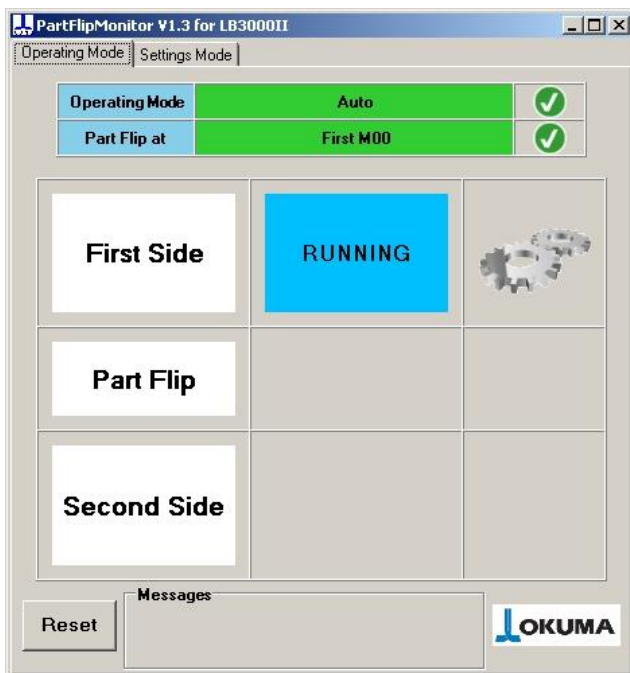 PartFlipMonitor V1.3 for LB3000II
Operating Mode Settings Mode
Operating Mode Auto
Part Flip at First M00
First Side RUNNING
Part Flip
Second Side
Messages
Reset
OKUMA